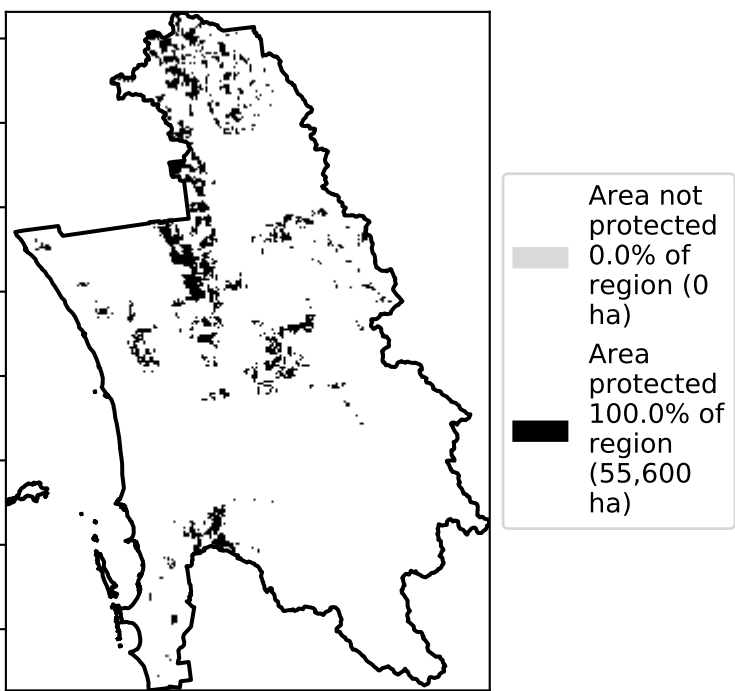 Area not
protected
0.0% of
region (0
ha)
Area
protected
100.0% of
region
(55,600
ha)